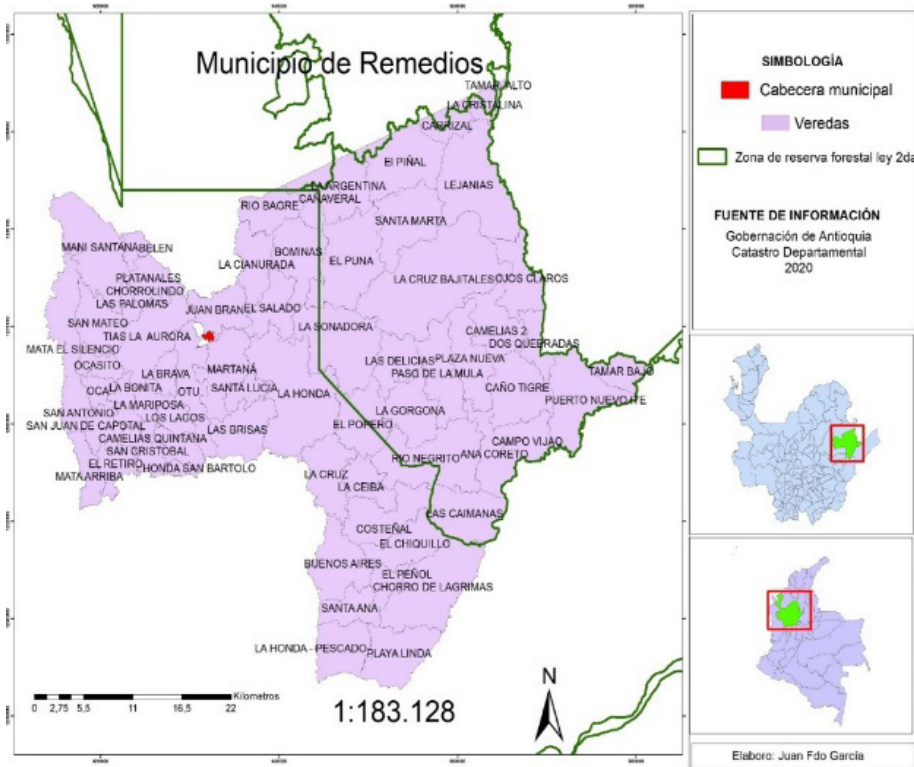 Municipio de Remedios
TAMAR ALTO
LA CRISTALINA
CARRIZAL
El PIÑAL
LEJANIAS
LA ARGENTINA
CAÑAVERAL
RIO BAGRE
SANTA MARTA
MANI SANTANA
BELEN
BOMINAS
EL PUNA
LA CIANURADA
PLATANALES
CHORROLINDO
LAS PALOMAS
LA CRUZ
BAJITALES
OJOS CLAROS
JUAN BRAN
EL SALADO
SAN MATEO
TIAS
LA AURORA
LA SONADORA
CAMELIAS 2
DOS QUEBRADAS
MATA EL SILENCIO
OCASITO
LA BRAVA
MARTANÁ
LAS DELICIAS
PLAZA NUEVA
PASO DE LA MULA
TAMAR BAJO
OCA
LA BONITA
OTU
SANTA LUCIA
LA HONDA
CAÑO TIGRE
PUERTO NUEVO ITE
LA MARIPOSA
SAN ANTONIO
LOS LAGOS
LA GORGONA
SAN JUAN DE CAPOTAL
LAS BRISAS
EL POPERO
CAMELIAS QUINTANA
SAN CRISTOBAL
CAMPO VIJAO
ANA CORETO
RIO NEGRITO
EL RETIRO
HONDA SAN BARTOLO
MATA ARRIBA
LA CRUZ
LA CEIBA
LAS CAIMANAS
COSTEÑAL
EL CHIQUILLO
BUENOS AIRES
EL PEÑOL
CHORRO DE LAGRIMAS
SANTA ANA
LA HONDA - PESCADO
PLAYA LINDA
Kilometros
0 2,75 5,5 11 16,5 22
1:183.128
N
SIMBOLOGÍA
Cabecera municipal
Veredas
Zona de reserva forestal ley 2da
FUENTE DE INFORMACIÓN
Gobernación de Antioquia
Catastro Departamental
2020
Elaboro: Juan Fdo García